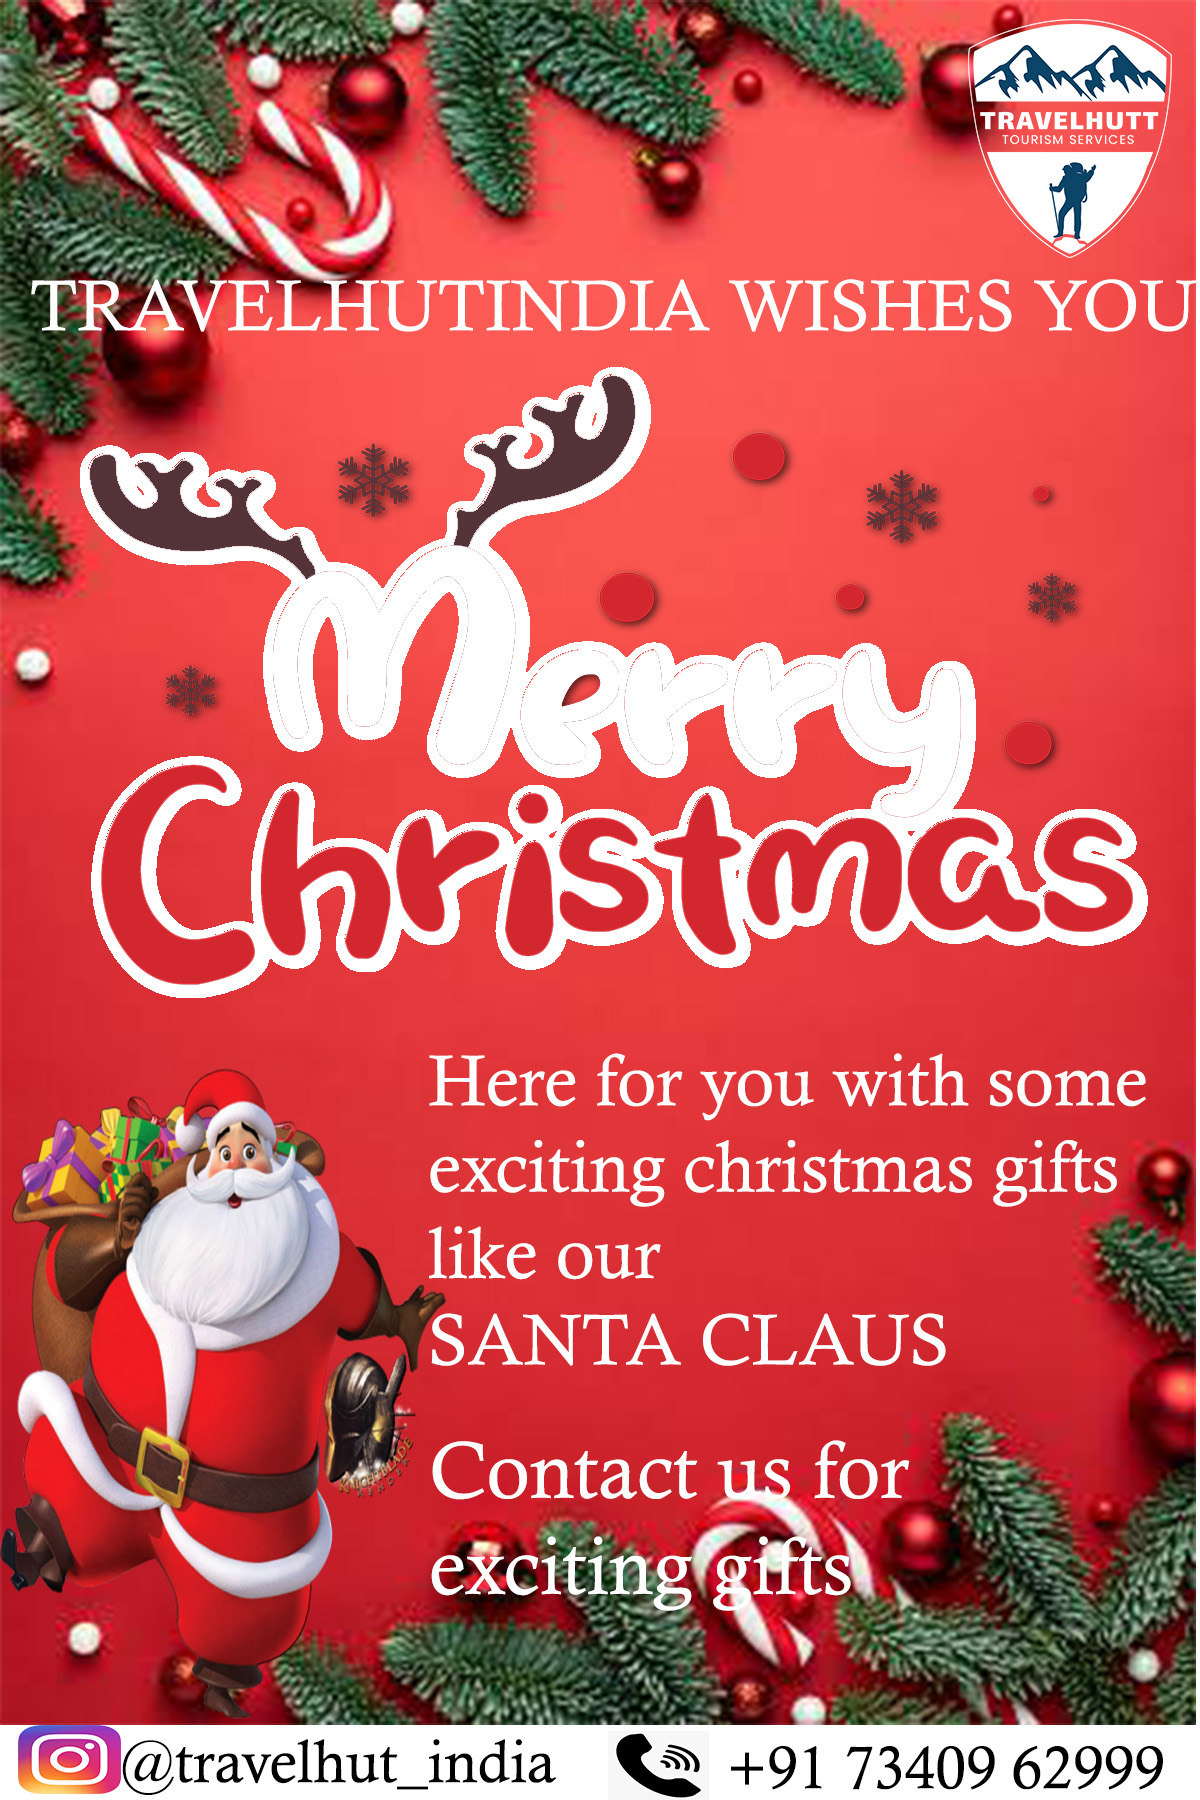 TRAVELHUTT
TOURISM SERVICES
TRAVELHUTINDIA WISHES YOU
Merry
Christmas
Here for you with some
exciting christmas gifts
like our
SANTA CLAUS
Contact us for
exciting gifts
@travelhut_india +91 73409 62999